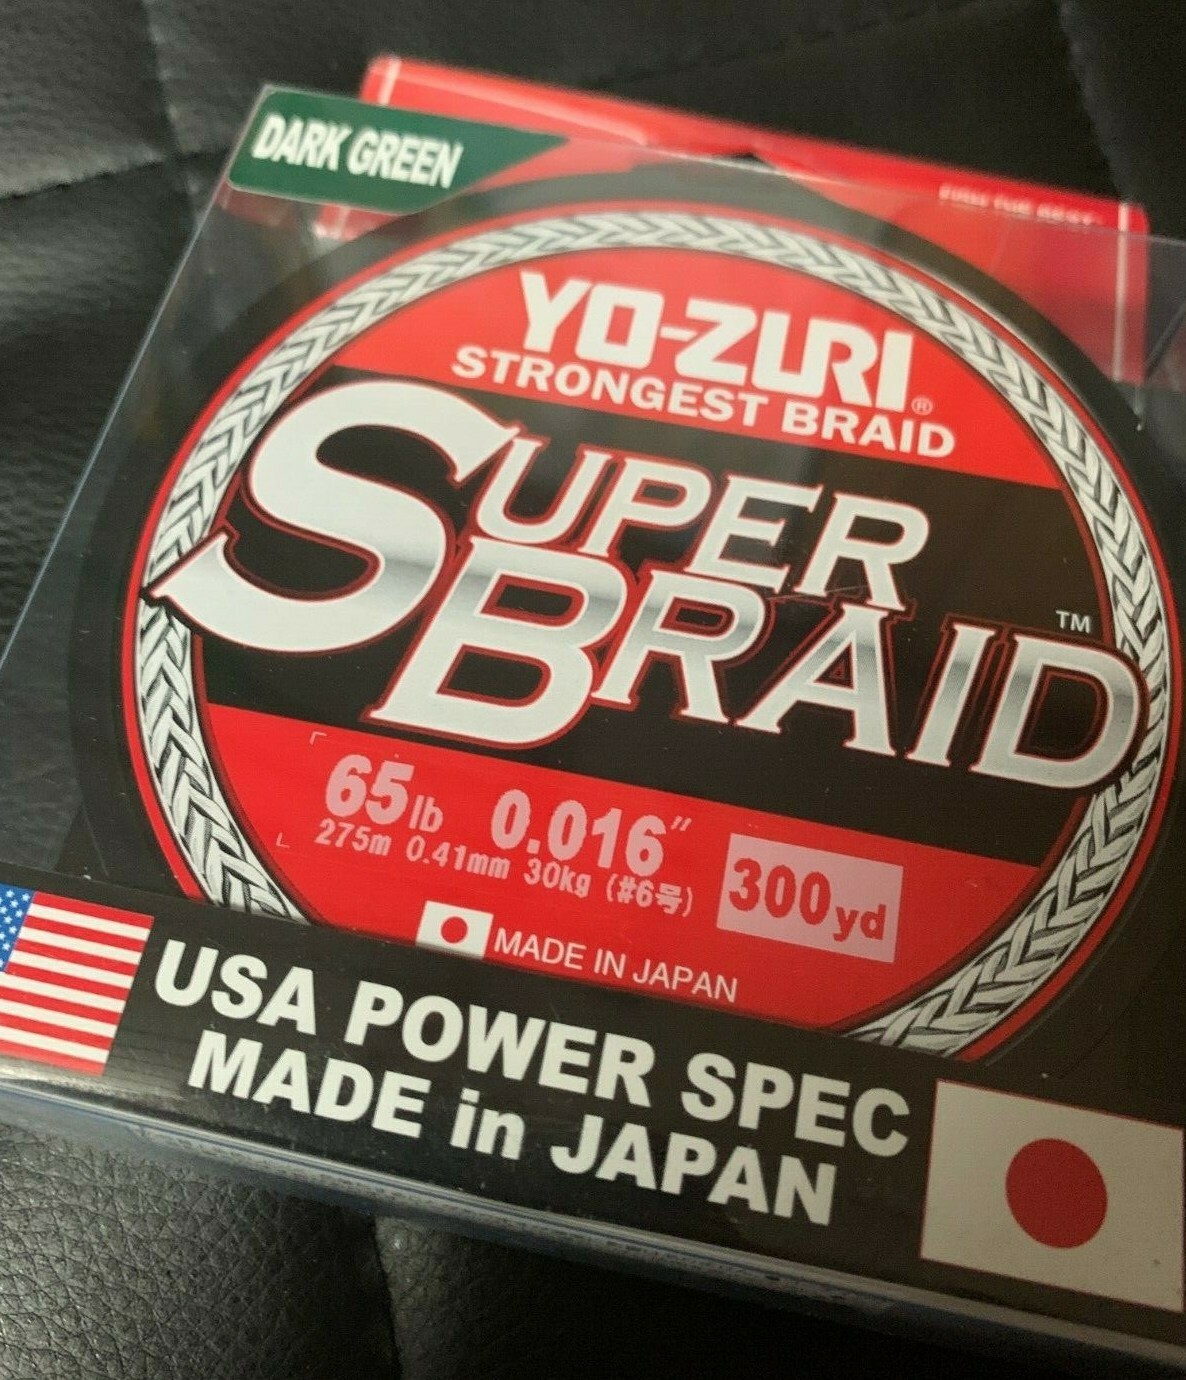 DARK GREEN
YO-ZURI®
STRONGEST BRAID
SUPER
BRAID™
65lb 0.016"
275m 0.41mm 30kg (#6号)
300yd
MADE IN JAPAN
USA POWER SPEC
MADE in JAPAN